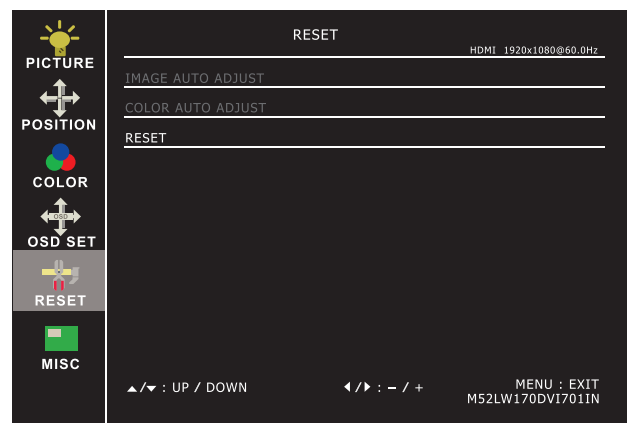 RESET
HDMI 1920x1080@60.0Hz
PICTURE
IMAGE AUTO ADJUST
COLOR AUTO ADJUST
POSITION
RESET
COLOR
OSD
OSD SET
RESET
MISC
▲/▼ : UP / DOWN
◀/▶ : – / +
MENU : EXIT
M52LW170DVI701IN